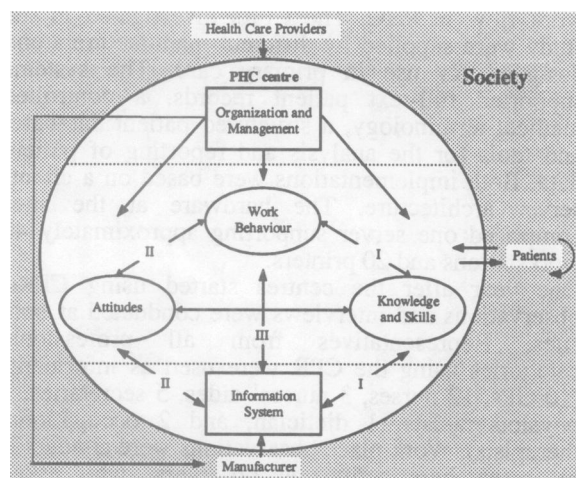 Health Care Providers
PHC centre
Society
Organization
and Management
Work
Behaviour
II
I
Patients
Attitudes
Knowledge
and Skills
III
II
I
Information
System
Manufacturer